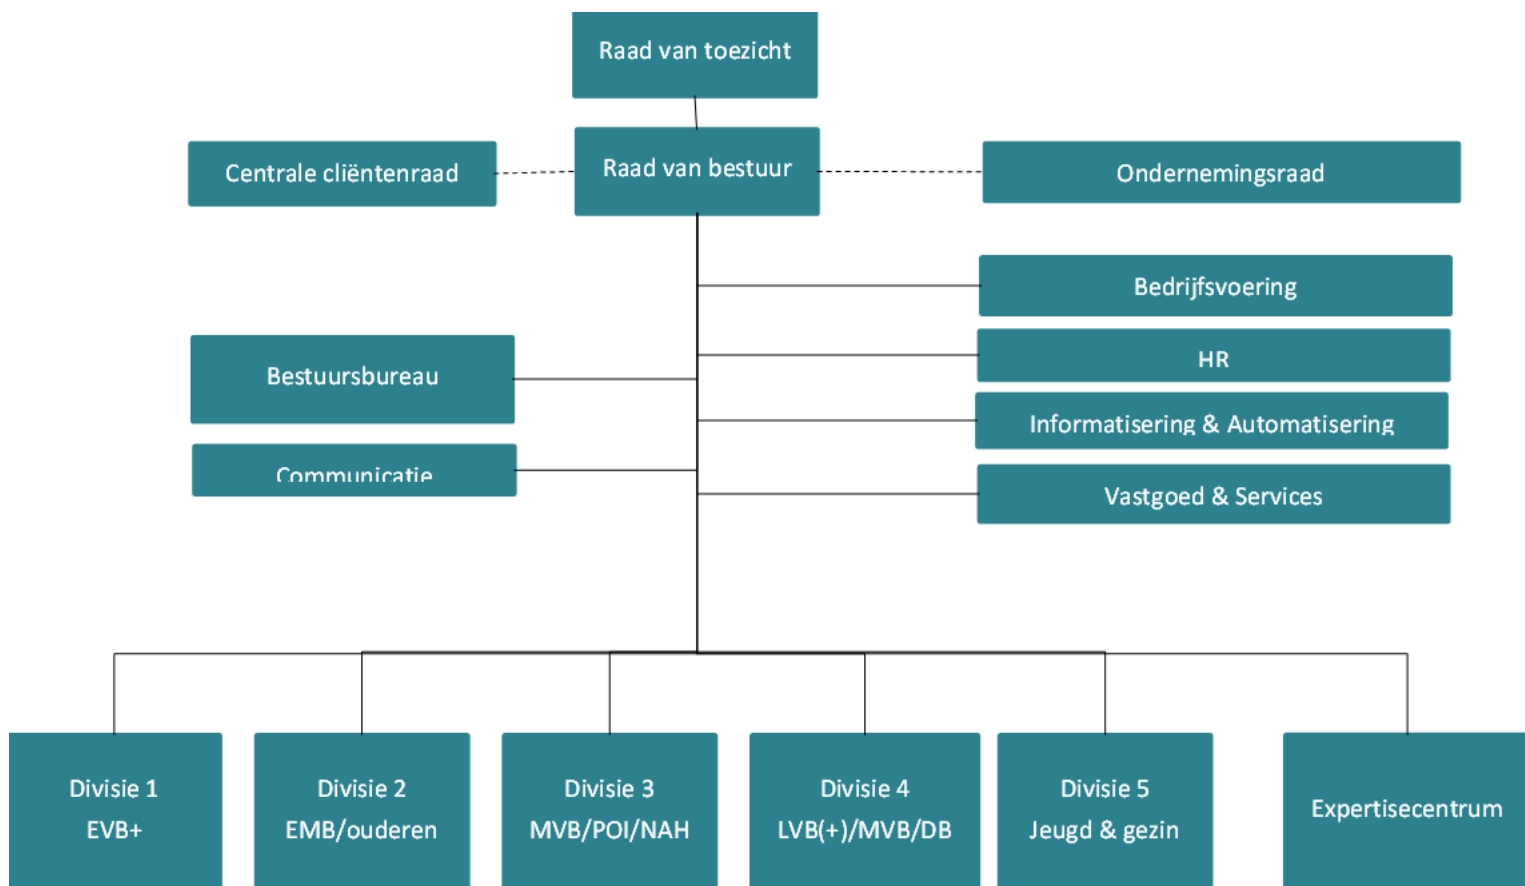 Raad van toezicht
Centrale cliëntenraad
Raad van bestuur
Ondernemingsraad
Bedrijfsvoering
HR
Bestuursbureau
Informatisering & Automatisering
Communicatie
Vastgoed & Services
Divisie 1
EVB+
Divisie 2
EMB/ouderen
Divisie 3
MVB/POI/NAH
Divisie 4
LVB(+)/MVB/DB
Divisie 5
Jeugd & gezin
Expertisecentrum